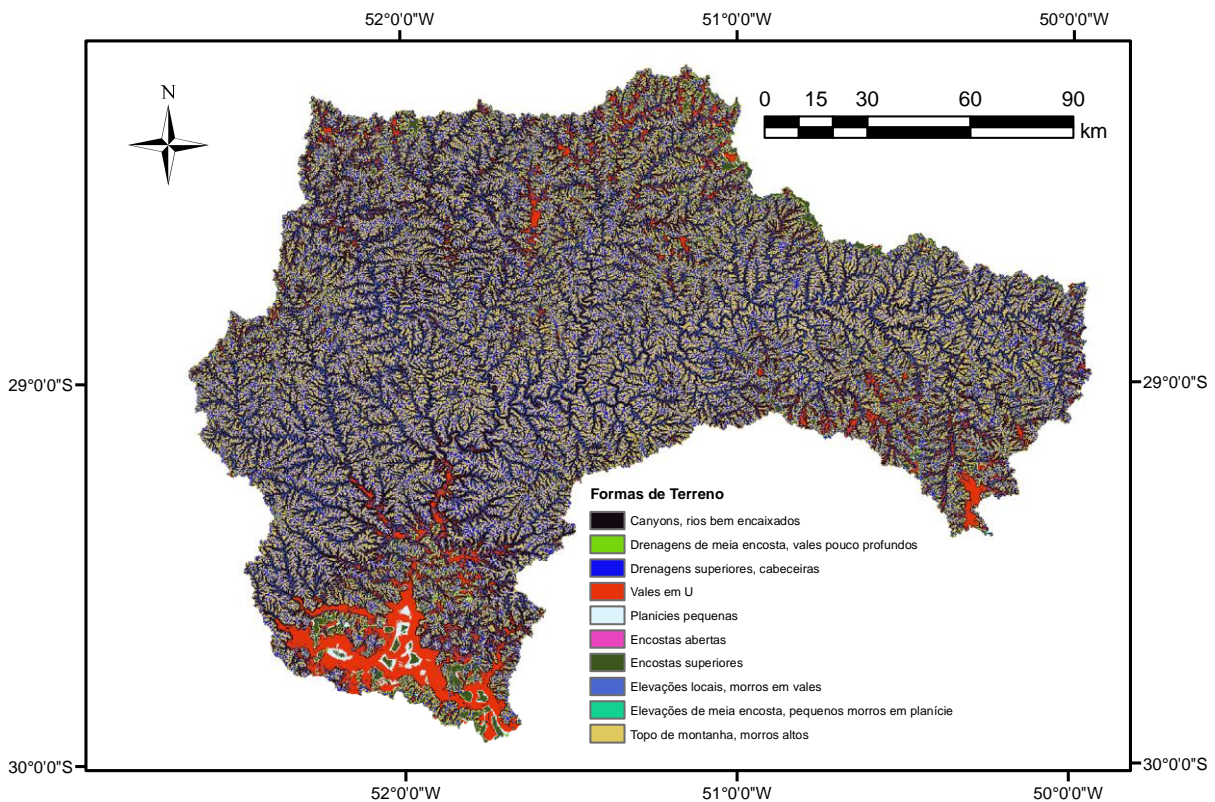 52°0'0"W 51°0'0"W 50°0'0"W
N
0 15 30 60 90
km
29°0'0"S 29°0'0"S
Formas de Terreno
Canyons, rios bem encaixados
Drenagens de meia encosta, vales pouco profundos
Drenagens superiores, cabeceiras
Vales em U
Planicies pequenas
Encostas abertas
Encostas superiores
Elevações locais, morros em vales
Elevações de meia encosta, pequenos morros em planície
Topo de montanha, morros altos
30°0'0"S 30°0'0"S
52°0'0"W 51°0'0"W 50°0'0"W